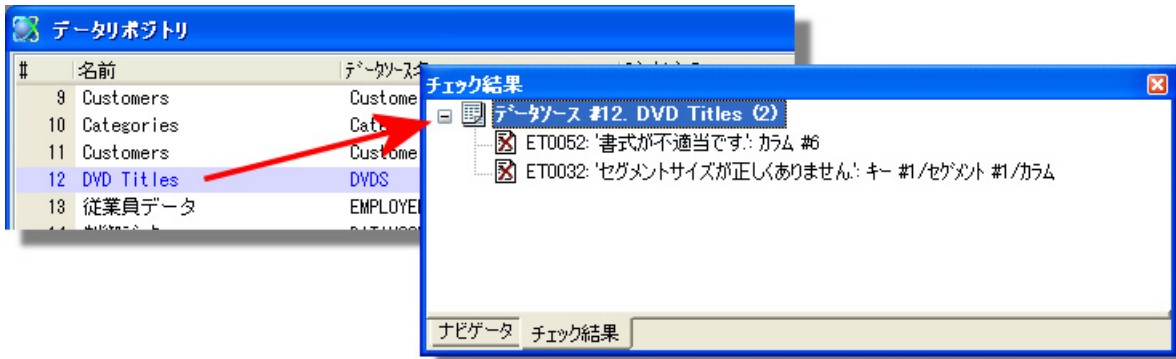 データリポジトリ
# 名前
9 Customers Custome
10 Categories Cate
11 Customers Custome
12 DVD Titles DVDS
13 従業員データ EMPLOYE
チェック結果
データソース #12. DVD Titles (2)
ET0052: '書式が不適当です.': カラム #6
ET0032: 'セグメントサイズが正しくありません.': キー #1/セグメント #1/カラム
ナビゲータ チェック結果